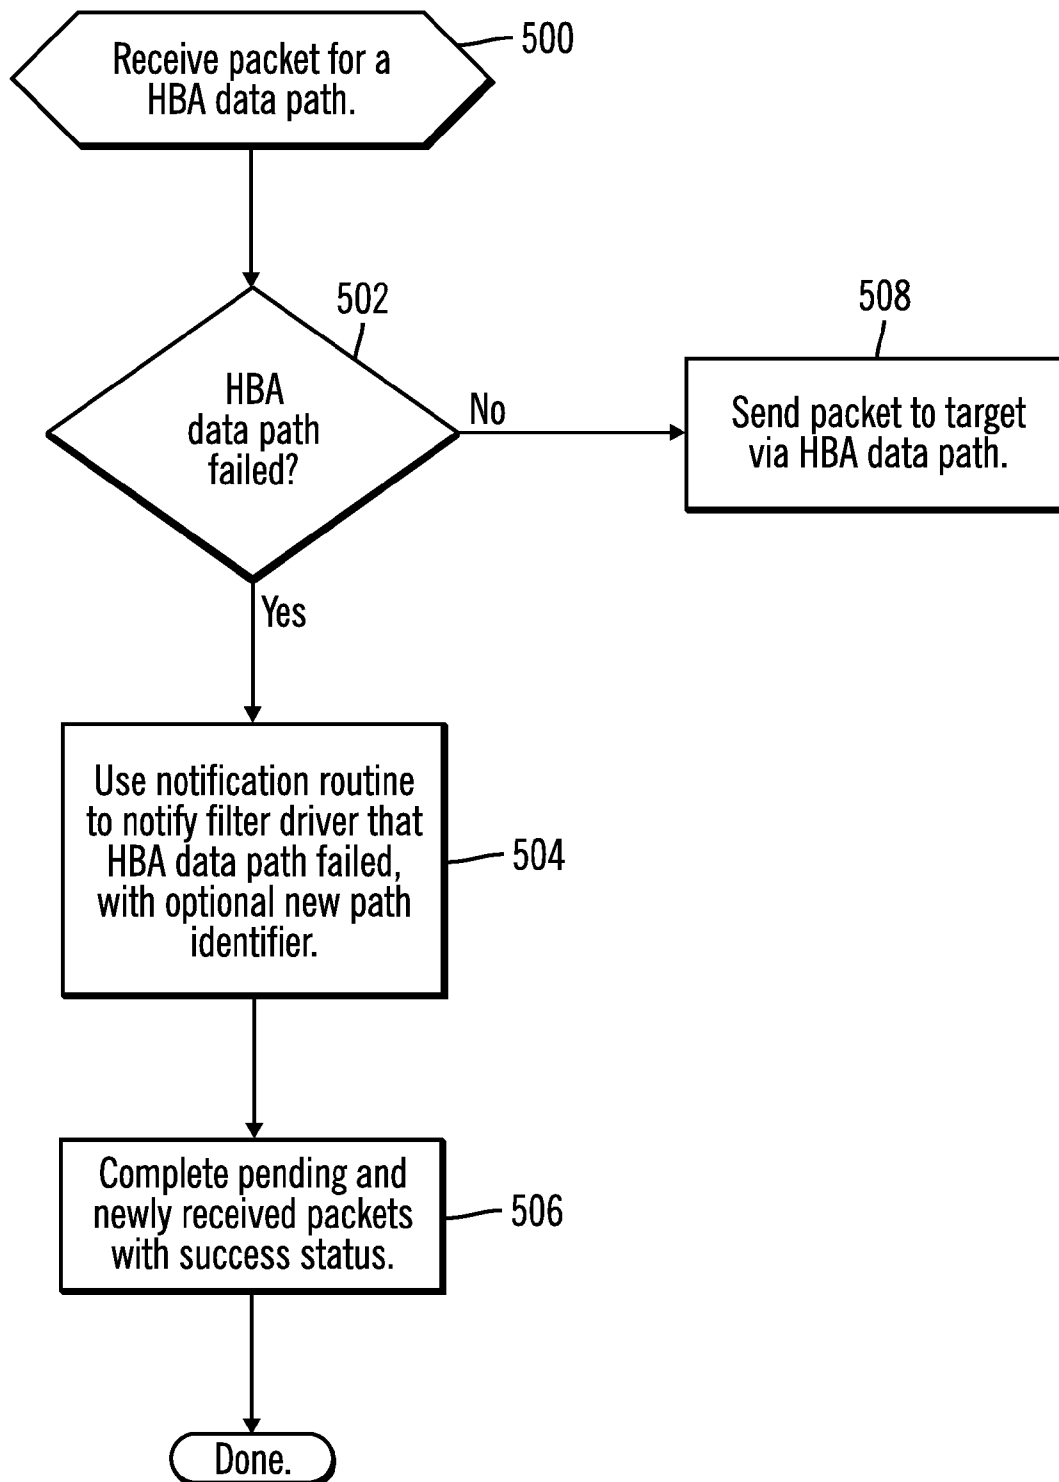 Receive packet for a
HBA data path.
500
502
HBA
data path
failed?
No
508
Send packet to target
via HBA data path.
Yes
Use notification routine
to notify filter driver that
HBA data path failed,
with optional new path
identifier.
504
Complete pending and
newly received packets
with success status.
506
Done.